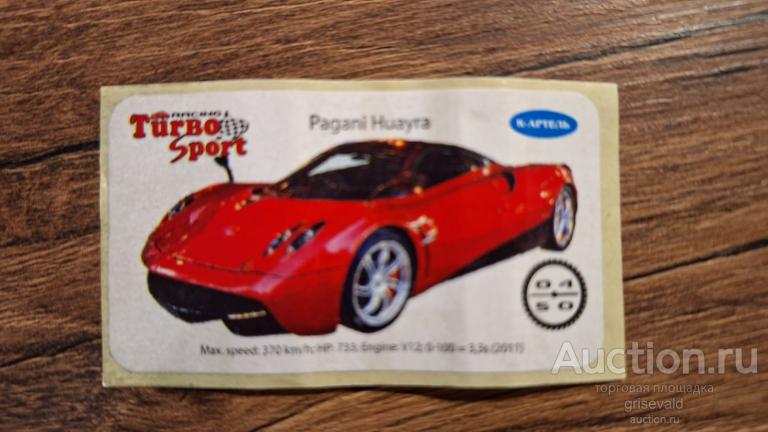 RACING
Turbo
Sport
Pagani Huayra
К-АРТЕЛЬ
04
50
Max. speed: 370 km/h; HP: 733; Engine: V12; 0-100 = 3,3s (2011)
Auction.ru
торговая площадка
grisevald
auction.ru